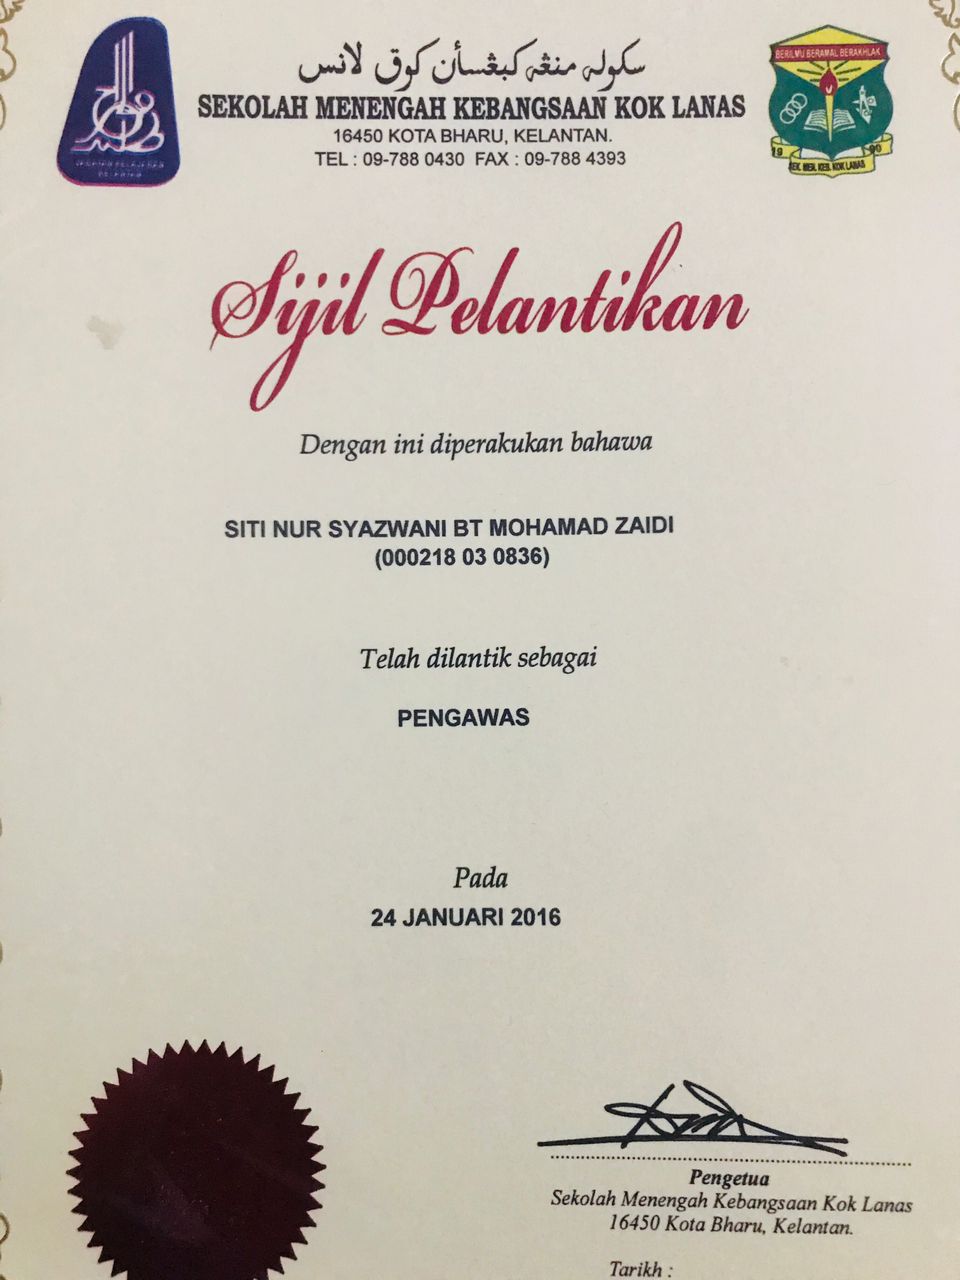 سكوله منڠه كبڠسأن كوق لانس
SEKOLAH MENENGAH KEBANGSAAN KOK LANAS
16450 KOTA BHARU, KELANTAN.
TEL : 09-788 0430 FAX : 09-788 4393
BERILMU BERAMAL BERAKHLAK
19 90
SEK. MEN. KEB. KOK LANAS
Sijil Pelantikan
Dengan ini diperakukan bahawa
SITI NUR SYAZWANI BT MOHAMAD ZAIDI
(000218 03 0836)
Telah dilantik sebagai
PENGAWAS
Pada
24 JANUARI 2016
Pengetua
Sekolah Menengah Kebangsaan Kok Lanas
16450 Kota Bharu, Kelantan.
Tarikh :